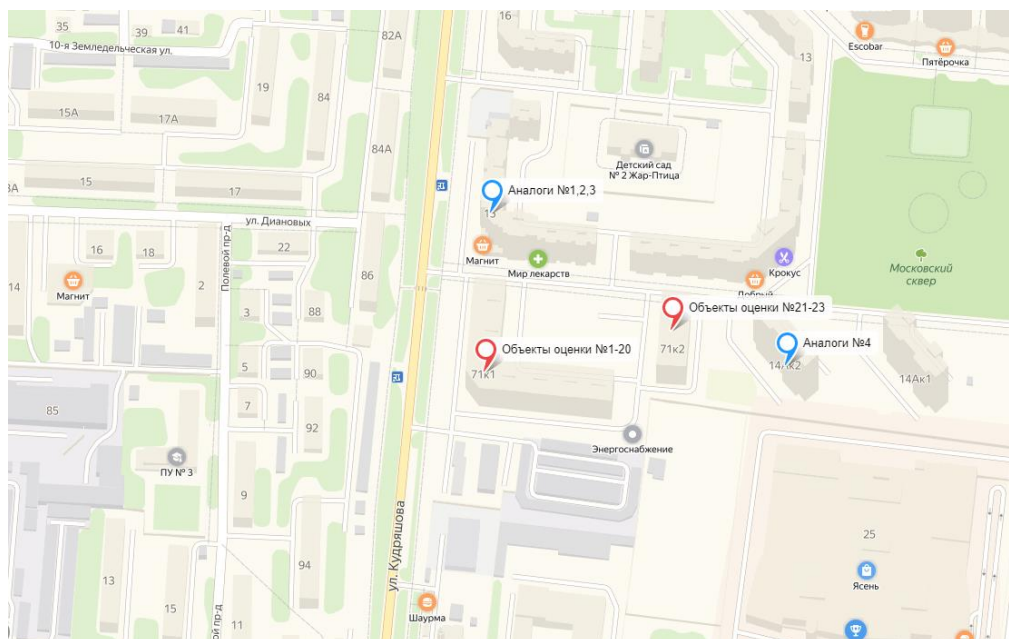 35
39
41
82А
16
13
Escobar
Пятёрочка
10-я Земледельческая ул.
19
84
15А
17А
84А
Детский сад
№ 2 Жар-Птица
15
17
Аналоги №1,2,3
13
ул. Диановых
Полевой пр-д
16
18
22
Магнит
Мир лекарств
Крокус
Московский
сквер
86
14
Магнит
2
Добрый
3
88
Объекты оценки №21-23
71к2
Объекты оценки №1-20
71к1
Аналоги №4
14Ак2
14Ак1
5
90
7
85
92
Энергоснабжение
ПУ № 3
9
ул. Кудряшова
25
94
13
15
11
Полевой пр-д
Ясень
Шаурма